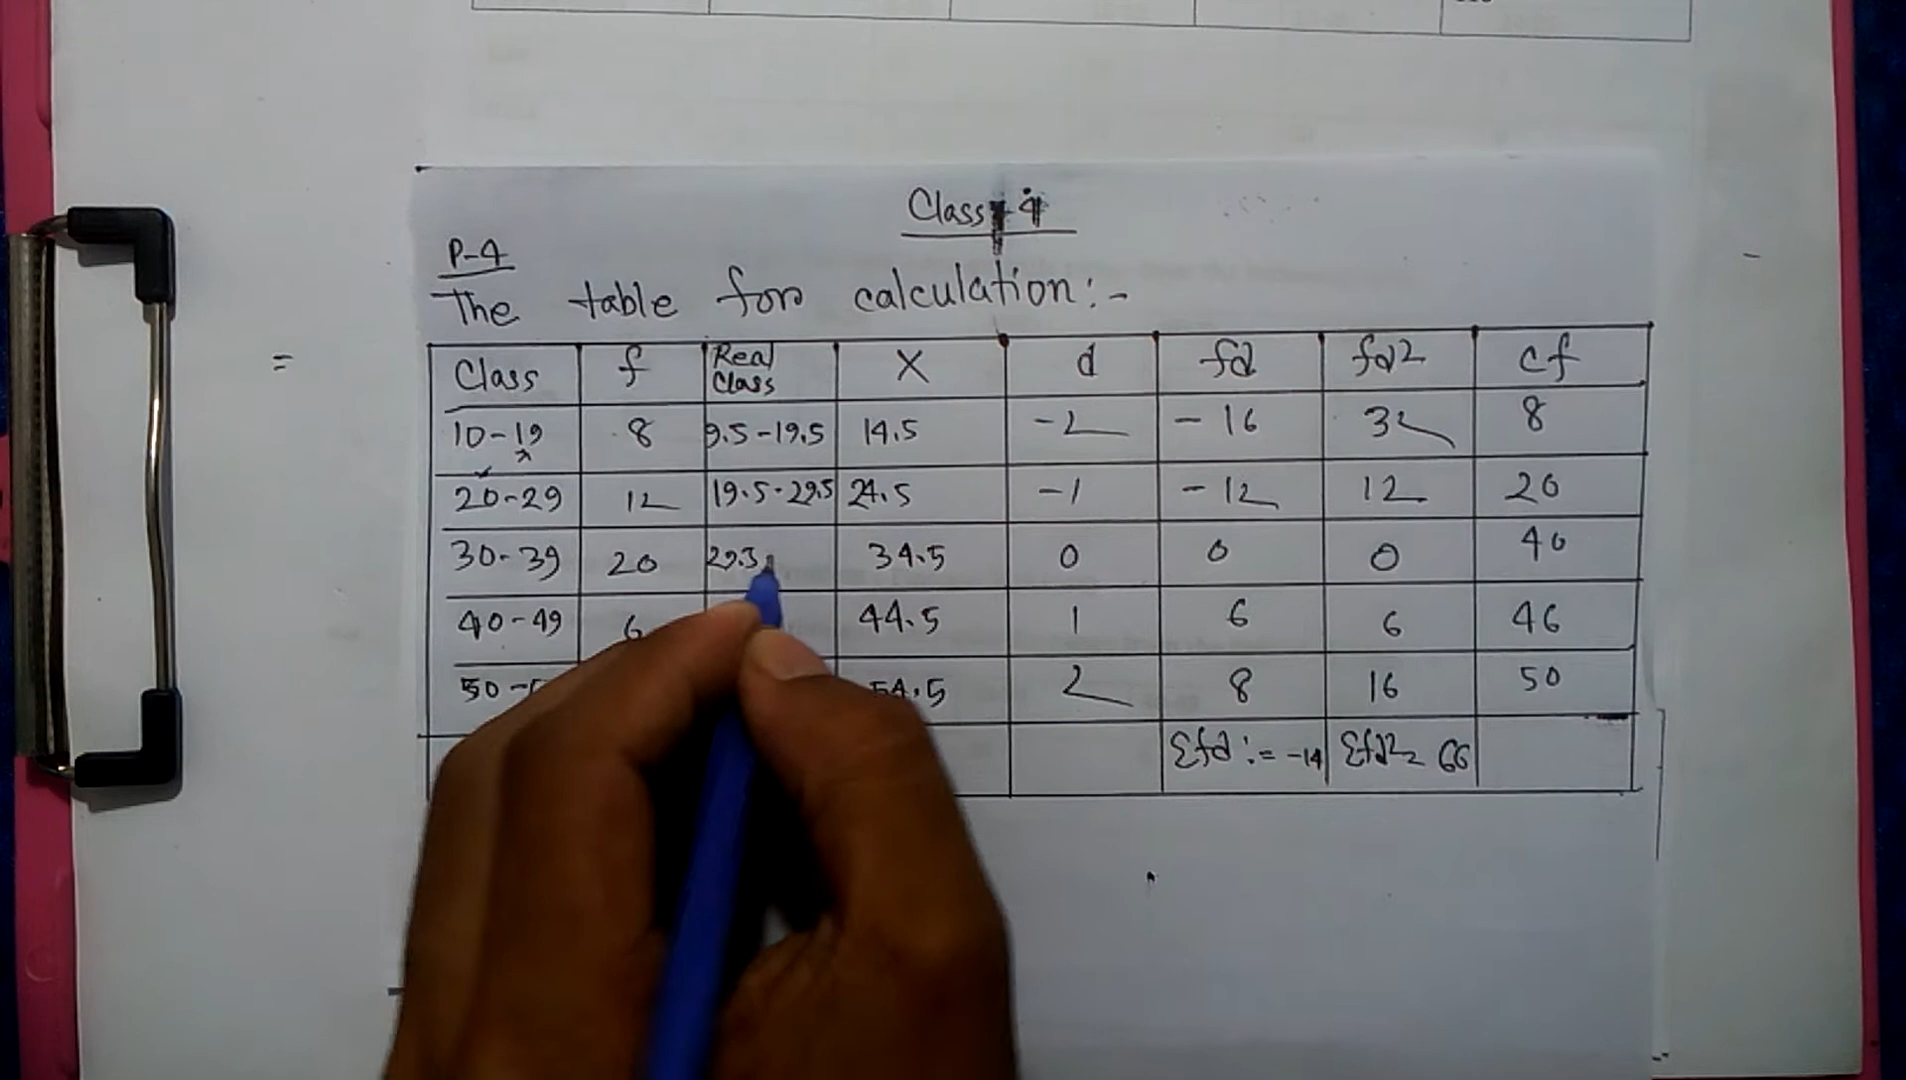 Class-4
P-4
The table for calculation:-
Class f Real Class X d fd fd2 cf
10-19 8 9.5-19.5 14.5 -2 -16 32 8
20-29 12 19.5-29.5 24.5 -1 -12 12 20
30-39 20 29.5 34.5 0 0 0 40
40-49 6 44.5 1 6 6 46
50- 54.5 2 8 16 50
Σfd := -14 Σfd2= 66
=